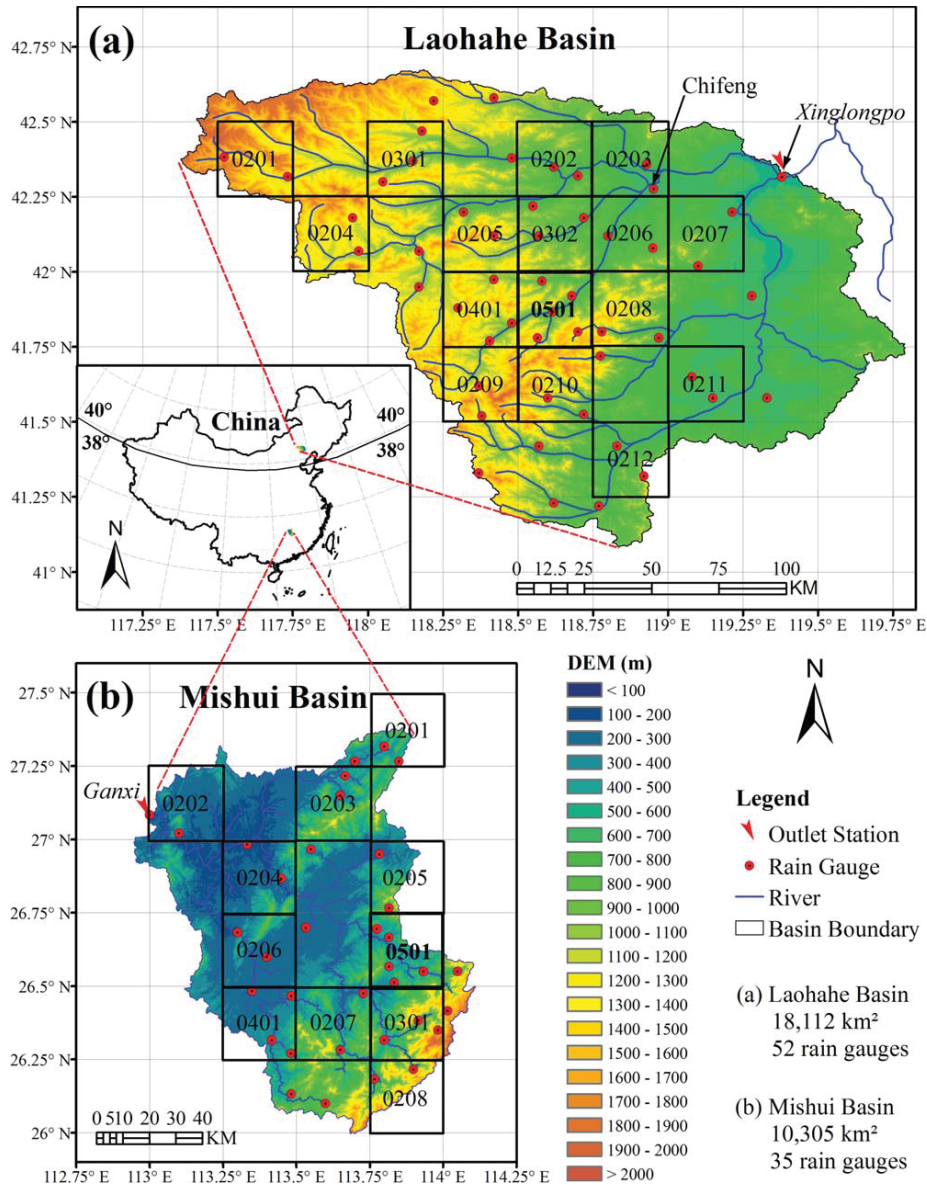 (a)
Laohahe Basin
42.75° N
42.5° N
42.25° N
42° N
41.75° N
41.5° N
41.25° N
41° N
Chifeng
Xinglongpo
0201
0301
0202
0203
0204
0205
0302
0206
0207
0401
0501
0208
0209
0210
0211
0212
China
40°
38°
40°
38°
N
0 12.5 25 50 75 100
KM
117.25° E
117.5° E
117.75° E
118° E
118.25° E
118.5° E
118.75° E
119° E
119.25° E
119.5° E
119.75° E
(b)
Mishui Basin
27.5° N
27.25° N
27° N
26.75° N
26.5° N
26.25° N
26° N
Ganxi
0201
0202
0203
0204
0205
0206
0501
0401
0207
0301
0208
0 5 10 20 30 40
KM
112.75° E
113° E
113.25° E
113.5° E
113.75° E
114° E
114.25° E
DEM (m)
< 100
100 - 200
200 - 300
300 - 400
400 - 500
500 - 600
600 - 700
700 - 800
800 - 900
900 - 1000
1000 - 1100
1100 - 1200
1200 - 1300
1300 - 1400
1400 - 1500
1500 - 1600
1600 - 1700
1700 - 1800
1800 - 1900
1900 - 2000
> 2000
N
Legend
Outlet Station
Rain Gauge
River
Basin Boundary
(a) Laohahe Basin
18,112 km²
52 rain gauges
(b) Mishui Basin
10,305 km²
35 rain gauges